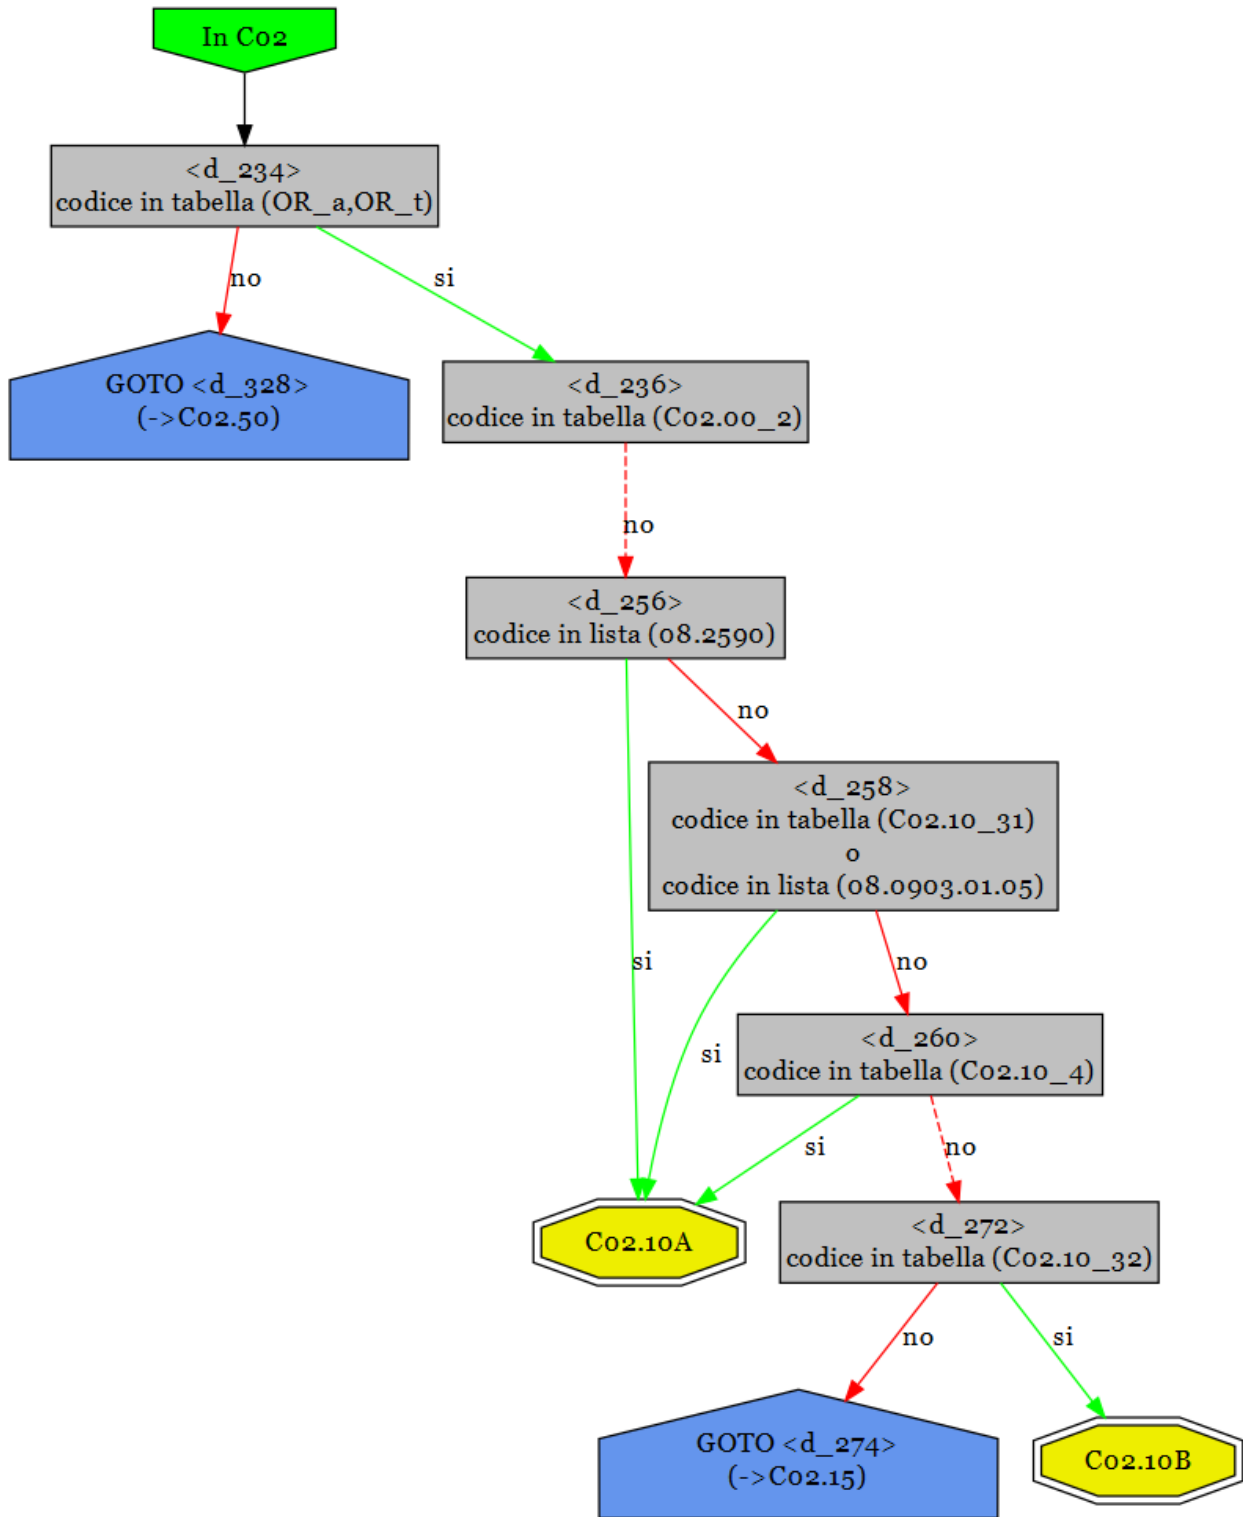 In C02
<d_234>
codice in tabella (OR_a,OR_t)
no
si
GOTO <d_328>
(->C02.50)
<d_236>
codice in tabella (C02.00_2)
no
<d_256>
codice in lista (08.2590)
no
<d_258>
codice in tabella (C02.10_31)
o
codice in lista (08.0903.01.05)
si
no
si
<d_260>
codice in tabella (C02.10_4)
si
no
C02.10A
<d_272>
codice in tabella (C02.10_32)
no
si
GOTO <d_274>
(->C02.15)
C02.10B